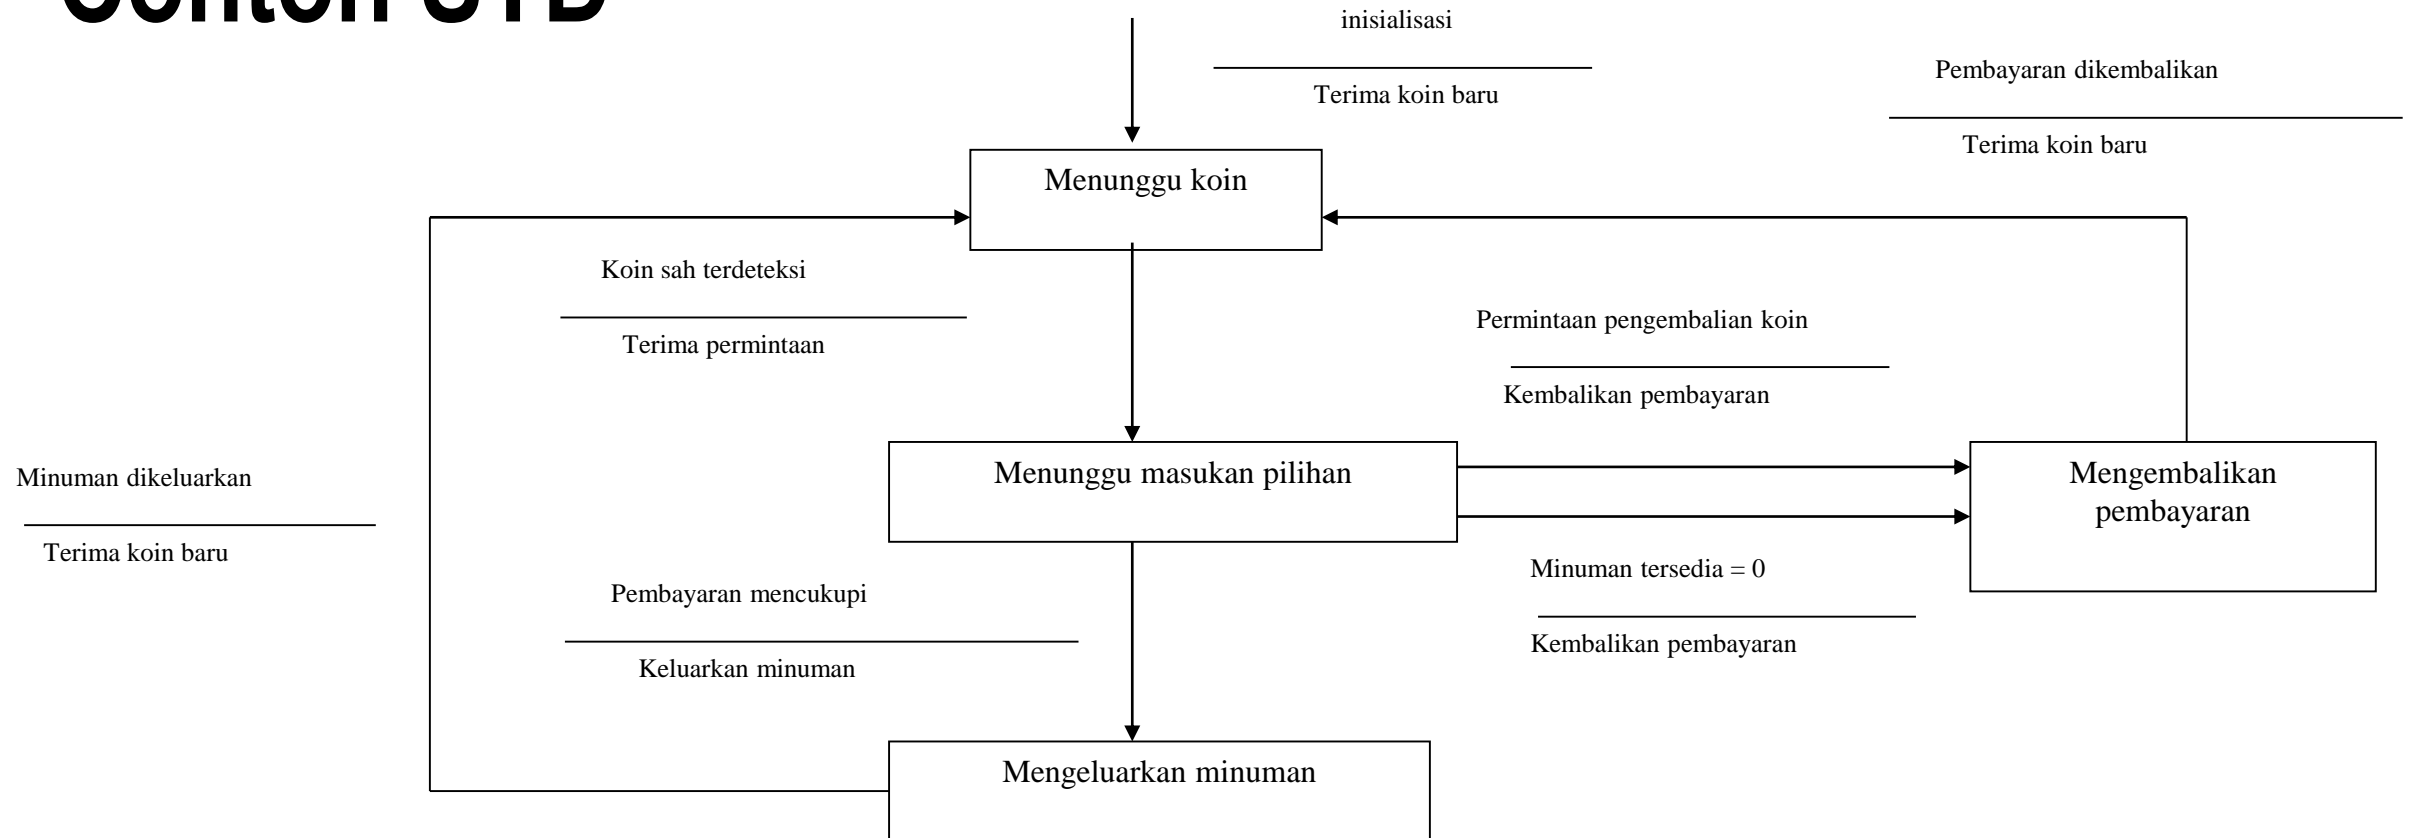 Contoh STD
inisialisasi
Terima koin baru
Pembayaran dikembalikan
Terima koin baru
Menunggu koin
Koin sah terdeteksi
Terima permintaan
Permintaan pengembalian koin
Kembalikan pembayaran
Menunggu masukan pilihan
Mengembalikan
pembayaran
Minuman dikeluarkan
Terima koin baru
Minuman tersedia = 0
Kembalikan pembayaran
Pembayaran mencukupi
Keluarkan minuman
Mengeluarkan minuman